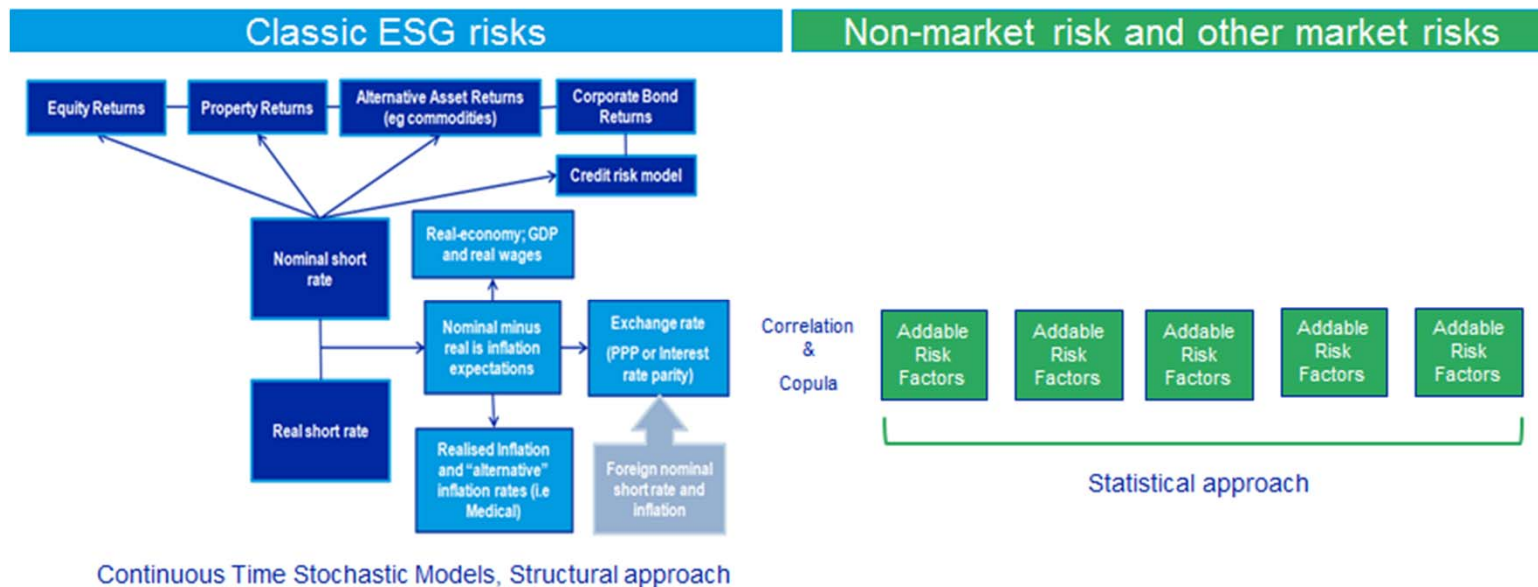 Classic ESG risks
Non-market risk and other market risks
Equity Returns
Property Returns
Alternative Asset Returns
(eg commodities)
Corporate Bond
Returns
Credit risk model
Nominal short
rate
Real-economy; GDP
and real wages
Nominal minus
real is inflation
expectations
Exchange rate
(PPP or Interest
rate parity)
Real short rate
Realised Inflation
and “alternative”
inflation rates (i.e
Medical)
Foreign nominal
short rate and
inflation
Continuous Time Stochastic Models, Structural approach
Correlation
&
Copula
Addable
Risk
Factors
Addable
Risk
Factors
Addable
Risk
Factors
Addable
Risk
Factors
Addable
Risk
Factors
Statistical approach